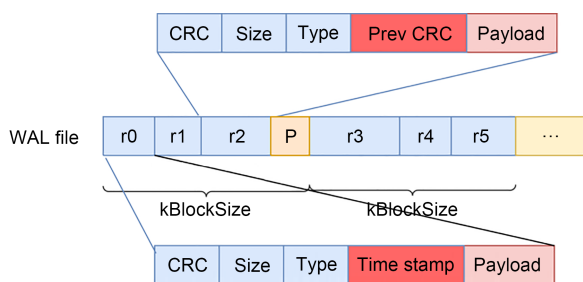 CRC Size Type Prev CRC Payload
WAL file r0 r1 r2 P r3 r4 r5 ...
kBlockSize kBlockSize
CRC Size Type Time stamp Payload